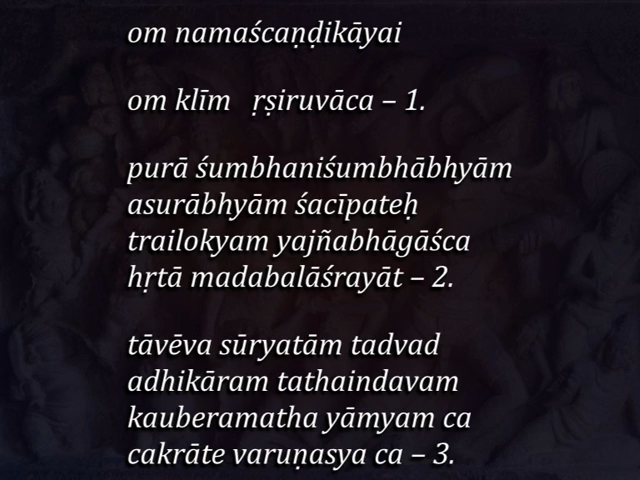 om namaścaṇḍikāyai
om klīm ṛṣiruvāca – 1.
purā śumbhaniśumbhābhyām
asurābhyām śacīpateḥ
trailokyam yajñabhāgāśca
hṛtā madabalāśrayāt – 2.
tāvēva sūryatām tadvad
adhikāram tathaindavam
kauberamatha yāmyam ca
cakrāte varuṇasya ca – 3.